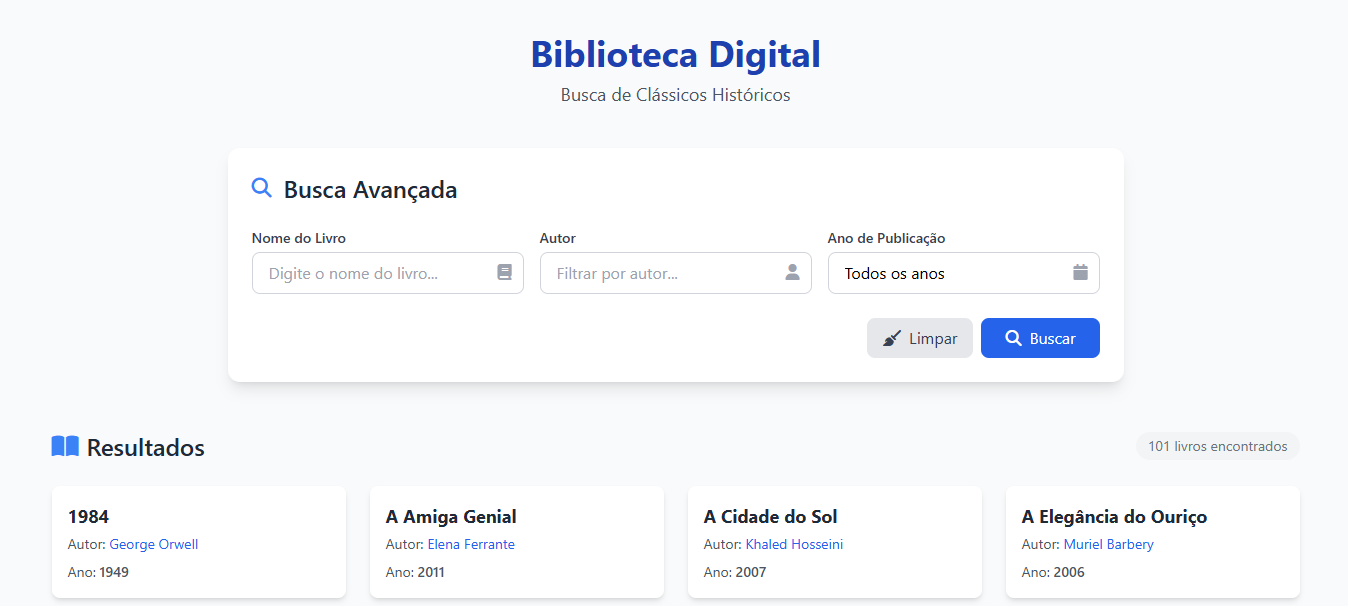 Biblioteca Digital
Busca de Clássicos Históricos
Busca Avançada
Nome do Livro
Digite o nome do livro...
Autor
Filtrar por autor...
Ano de Publicação
Todos os anos
Limpar
Buscar
Resultados
101 livros encontrados
1984
Autor: George Orwell
Ano: 1949
A Amiga Genial
Autor: Elena Ferrante
Ano: 2011
A Cidade do Sol
Autor: Khaled Hosseini
Ano: 2007
A Elegância do Ouriço
Autor: Muriel Barbery
Ano: 2006